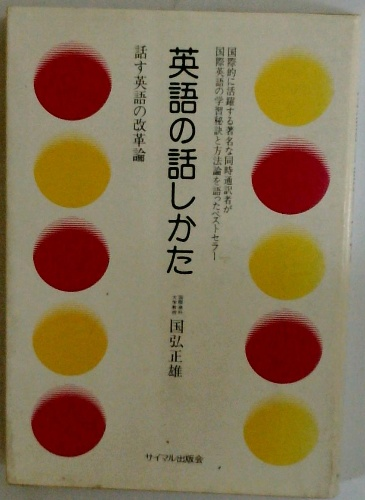 国際的に活躍する著名な同時通訳者が
国際英語の学習秘訣と方法論を語ったベストセラー
英語の話しかた
話す英語の改革論
国弘正雄
サイマル出版会